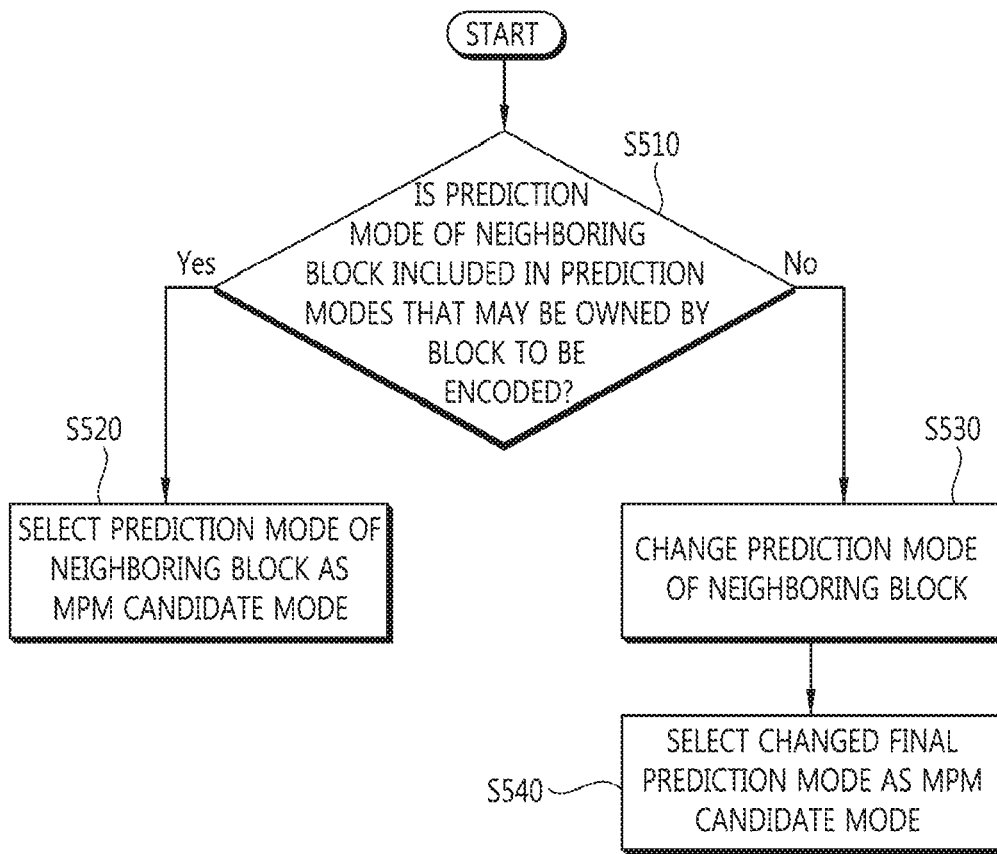 START
S510
IS PREDICTION
MODE OF NEIGHBORING
BLOCK INCLUDED IN PREDICTION
MODES THAT MAY BE OWNED BY
BLOCK TO BE
ENCODED?
Yes
No
S520
SELECT PREDICTION MODE OF
NEIGHBORING BLOCK AS
MPM CANDIDATE MODE
S530
CHANGE PREDICTION MODE
OF NEIGHBORING BLOCK
S540
SELECT CHANGED FINAL
PREDICTION MODE AS MPM
CANDIDATE MODE